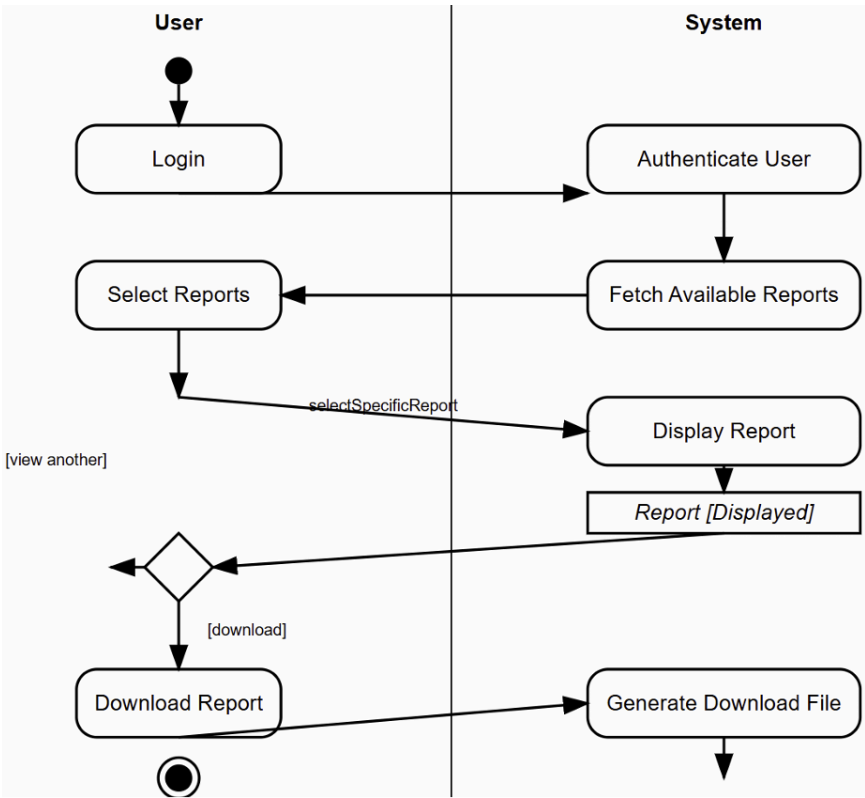 User
System
Login
Authenticate User
Select Reports
Fetch Available Reports
selectSpecificReport
Display Report
[view another]
Report [Displayed]
[download]
Download Report
Generate Download File